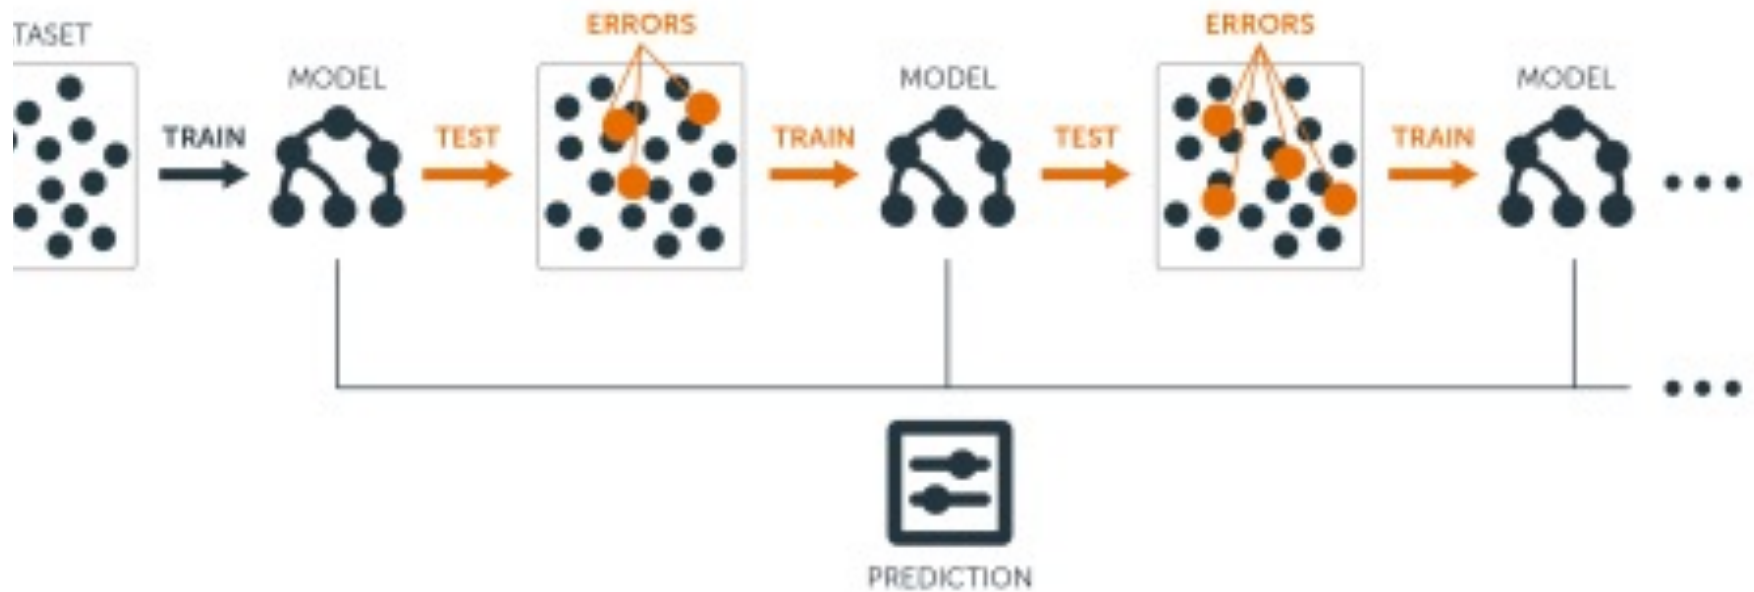 TASET
ERRORS
ERRORS
MODEL
MODEL
MODEL
TRAIN
TEST
TRAIN
TEST
TRAIN
PREDICTION